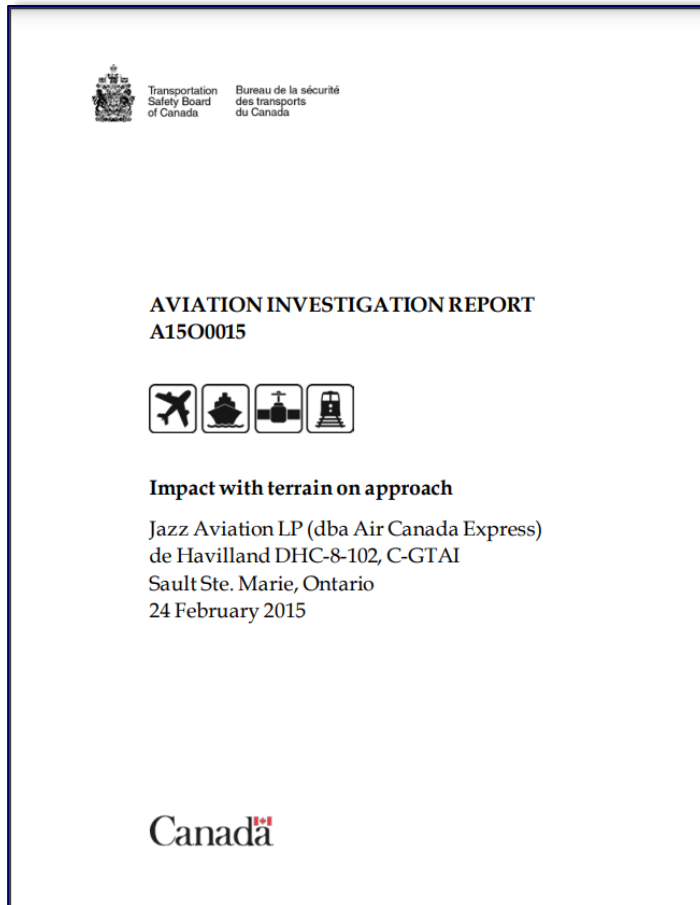 Transportation
Safety Board
of Canada
Bureau de la sécurité
des transports
du Canada
AVIATION INVESTIGATION REPORT
A15O0015
Impact with terrain on approach
Jazz Aviation LP (dba Air Canada Express)
de Havilland DHC-8-102, C-GTAI
Sault Ste. Marie, Ontario
24 February 2015
Canada